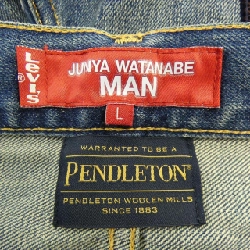 Levi's
®
JUNYA WATANABE
MAN
L
WARRANTED TO BE A
PENDLETON
PENDLETON WOOLEN MILLS
SINCE 1863